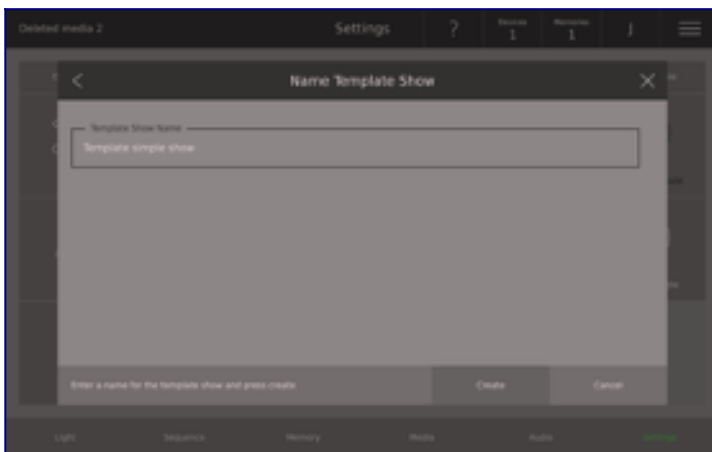 Deleted media 2
Settings
?
Devices
1
Memories
1
J
Name Template Show
Template Show Name
Template simple show
Enter a name for the template show and press create
Create
Cancel
Light
Sequence
Memory
Media
Audio
Settings